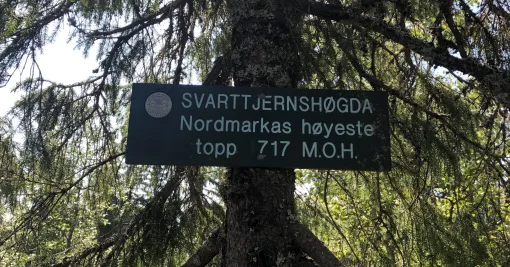 SVARTTJERNSHØGDA
Nordmarkas høyeste
topp 717 M.O.H.